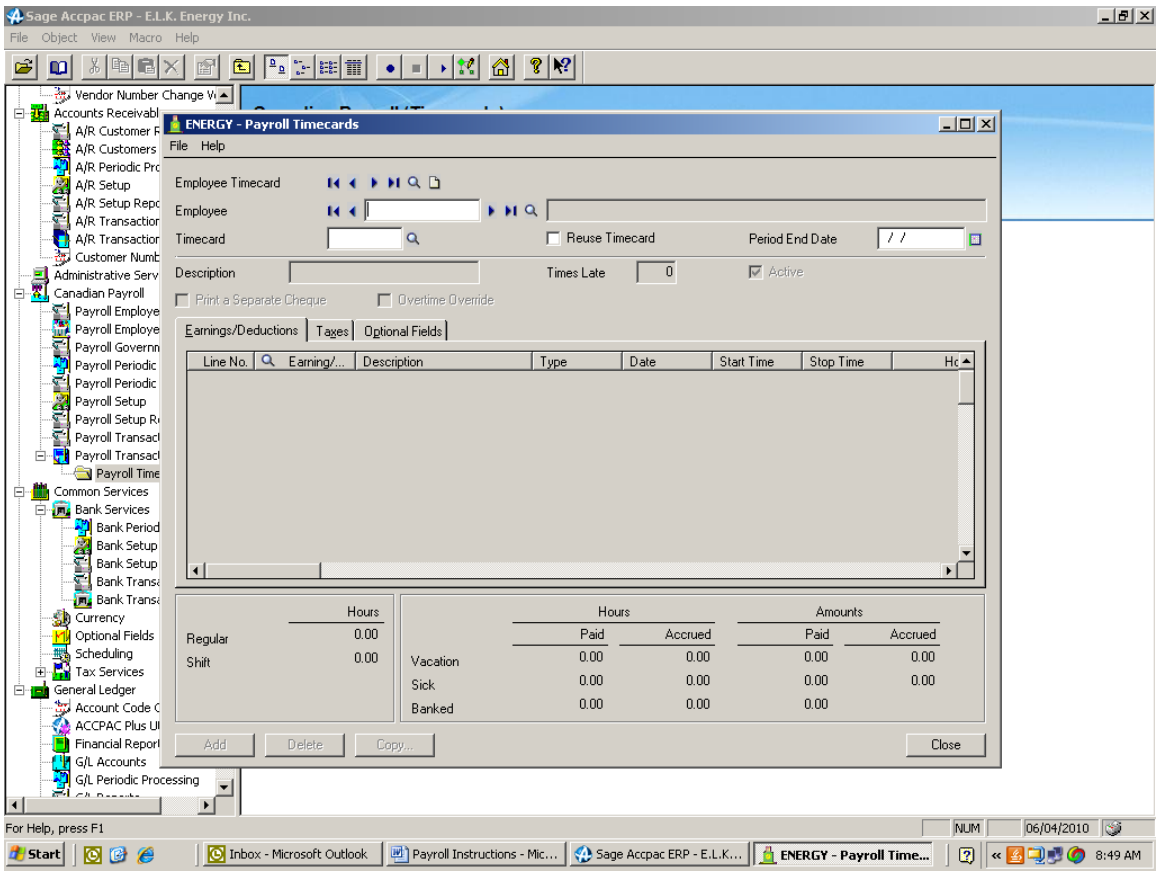 Sage Accpac ERP - E.L.K. Energy Inc.
File Object View Macro Help
Vendor Number Change V
Accounts Receivabl
A/R Customer R
A/R Customers
A/R Periodic Pro
A/R Setup
A/R Setup Repo
A/R Transaction
A/R Transaction
Customer Numb
Administrative Serv
Canadian Payroll
Payroll Employe
Payroll Employe
Payroll Governm
Payroll Periodic
Payroll Periodic
Payroll Setup
Payroll Setup R
Payroll Transact
Payroll Transact
Payroll Time
Common Services
Bank Services
Bank Period
Bank Setup
Bank Setup
Bank Transa
Bank Transa
Currency
Optional Fields
Scheduling
Tax Services
General Ledger
Account Code C
ACCPAC Plus U
Financial Report
G/L Accounts
G/L Periodic Processing
ENERGY - Payroll Timecards
File Help
Employee Timecard
Employee
Timecard Reuse Timecard Period End Date / /
Description Times Late 0 Active
Print a Separate Cheque Overtime Override
Earnings/Deductions Taxes Optional Fields
Line No. Earning/... Description Type Date Start Time Stop Time Ho
Hours Hours Amounts
Regular 0.00 Paid Accrued Paid Accrued
Shift 0.00 Vacation 0.00 0.00 0.00 0.00
Sick 0.00 0.00 0.00 0.00
Banked 0.00 0.00 0.00
Add Delete Copy... Close
For Help, press F1 NUM 06/04/2010
Start Inbox - Microsoft Outlook Payroll Instructions - Mic... Sage Accpac ERP - E.L.K... ENERGY - Payroll Time... 8:49 AM